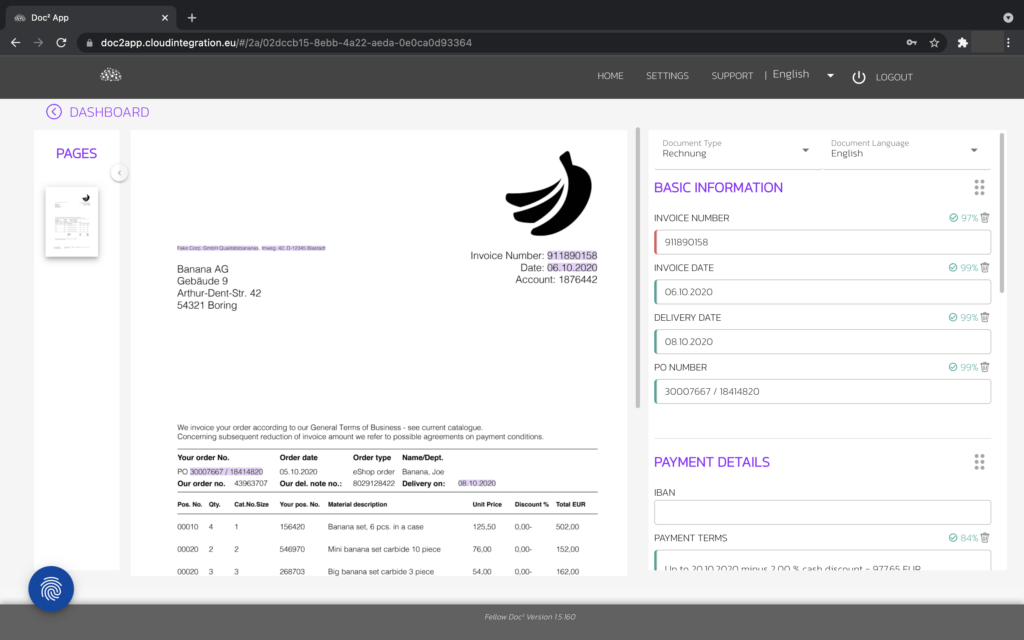 Doc² App
doc2app.cloudintegration.eu/#/2a/02dccb15-8ebb-4a22-aeda-0e0ca0d93364
HOME SETTINGS SUPPORT | English LOGOUT
DASHBOARD
PAGES
Fake Corp. GmbH Qualitätsbananas, Irrweg. 42, D-12345 Blastadt
Banana AG
Gebäude 9
Arthur-Dent-Str. 42
54321 Boring
Invoice Number: 911890158
Date: 06.10.2020
Account: 1876442
We invoice your order according to our General Terms of Business - see current catalogue.
Concerning subsequent reduction of invoice amount we refer to possible agreements on payment conditions.
Your order No. Order date Order type Name/Dept.
PO 30007667 / 18414820 05.10.2020 eShop order Banana, Joe
Our order no. 43963707 Our del. note no.: 8029128422 Delivery on: 08.10.2020
Pos. No. Qty. Cat.No.Size Your pos. No. Material description Unit Price Discount % Total EUR
00010 4 1 156420 Banana set, 6 pcs. in a case 125,50 0,00- 502,00
00020 2 2 546970 Mini banana set carbide 10 piece 76,00 0,00- 152,00
00020 3 3 268703 Big banana set carbide 3 piece 54,00 0,00- 162,00
Document Type
Rechnung
Document Language
English
BASIC INFORMATION
INVOICE NUMBER 97%
911890158
INVOICE DATE 99%
06.10.2020
DELIVERY DATE 99%
08.10.2020
PO NUMBER 99%
30007667 / 18414820
PAYMENT DETAILS
IBAN
PAYMENT TERMS 84%
Up to 20.10.2020 minus 2,00 % cash discount = 977,65 EUR
Fellow Doc² Version 1.5.160